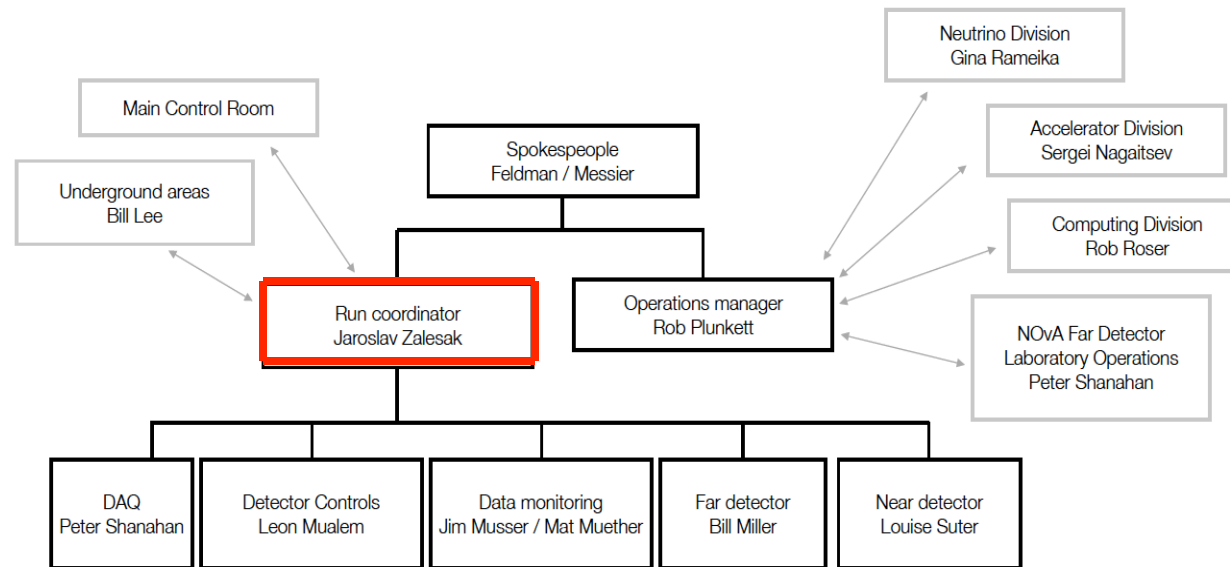 Neutrino Division
Gina Rameika
Main Control Room
Accelerator Division
Sergei Nagaitsev
Spokespeople
Feldman / Messier
Underground areas
Bill Lee
Computing Division
Rob Roser
Run coordinator
Jaroslav Zalesak
Operations manager
Rob Plunkett
NOvA Far Detector
Laboratory Operations
Peter Shanahan
DAQ
Peter Shanahan
Detector Controls
Leon Mualem
Data monitoring
Jim Musser / Mat Muether
Far detector
Bill Miller
Near detector
Louise Suter